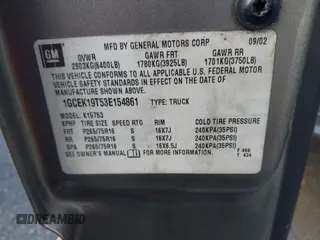 GM
MFD BY GENERAL MOTORS CORP 09/02
GVWR GAWR FRT GAWR RR
2903KG(6400LB) 1780KG(3925LB) 1701KG(3750LB)
THIS VEHICLE CONFORMS TO ALL APPLICABLE U.S. FEDERAL MOTOR
VEHICLE SAFETY STANDARDS IN EFFECT ON THE DATE OF
MANUFACTURE SHOWN ABOVE.
1GCEK19T53E154861 TYPE: TRUCK
MODEL: K15753
TIRE SIZE SPEED RTG RIM COLD TIRE PRESSURE
FRT P265/75R16 S 16X7J 240KPA(35PSI)
RR P265/75R16 S 16X7J 240KPA(35PSI)
SPA P265/75R16 S 16X6.5J 240KPA(35PSI)
SEE OWNER'S MANUAL FOR MORE INFORMATION
T 434
DREAMBID